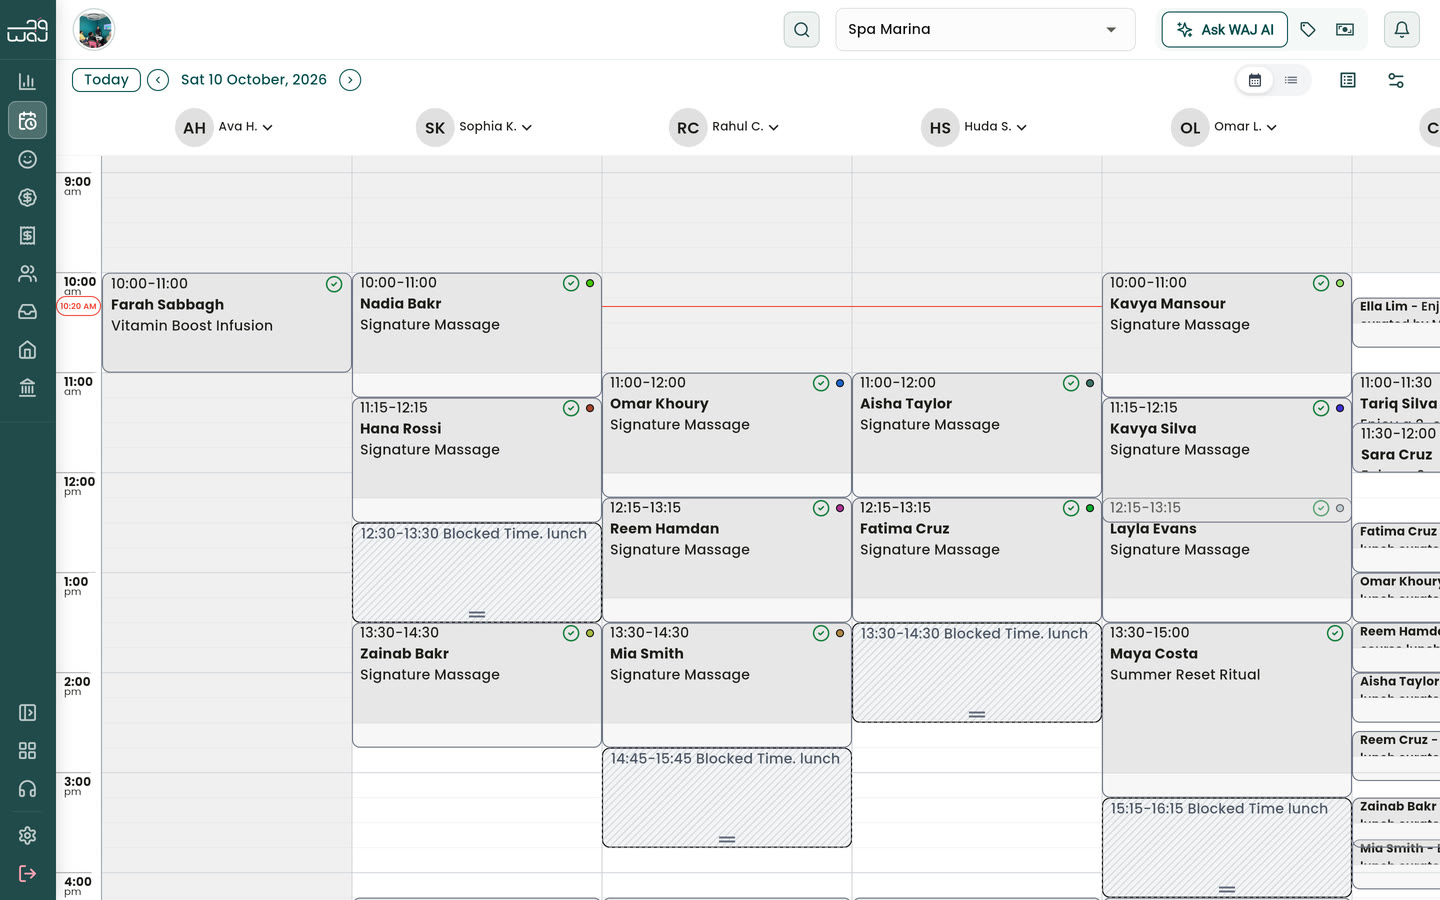 waj
Spa Marina
Ask WAJ AI
Today
Sat 10 October, 2026
AH Ava H.
SK Sophia K.
RC Rahul C.
HS Huda S.
OL Omar L.
C
9:00
am
10:00
am
10:20 AM
11:00
am
12:00
pm
1:00
pm
2:00
pm
3:00
pm
4:00
pm
10:00-11:00
Farah Sabbagh
Vitamin Boost Infusion
10:00-11:00
Nadia Bakr
Signature Massage
11:15-12:15
Hana Rossi
Signature Massage
12:30-13:30 Blocked Time. lunch
13:30-14:30
Zainab Bakr
Signature Massage
11:00-12:00
Omar Khoury
Signature Massage
12:15-13:15
Reem Hamdan
Signature Massage
13:30-14:30
Mia Smith
Signature Massage
14:45-15:45 Blocked Time. lunch
11:00-12:00
Aisha Taylor
Signature Massage
12:15-13:15
Fatima Cruz
Signature Massage
13:30-14:30 Blocked Time. lunch
10:00-11:00
Kavya Mansour
Signature Massage
11:15-12:15
Kavya Silva
Signature Massage
12:15-13:15
Layla Evans
Signature Massage
13:30-15:00
Maya Costa
Summer Reset Ritual
15:15-16:15 Blocked Time lunch
Ella Lim - Enj
11:00-11:30
Tariq Silva
11:30-12:00
Sara Cruz
Fatima Cruz
Omar Khoury
Reem Hamd
Aisha Taylor
Reem Cruz -
Zainab Bakr
Mia Smith -